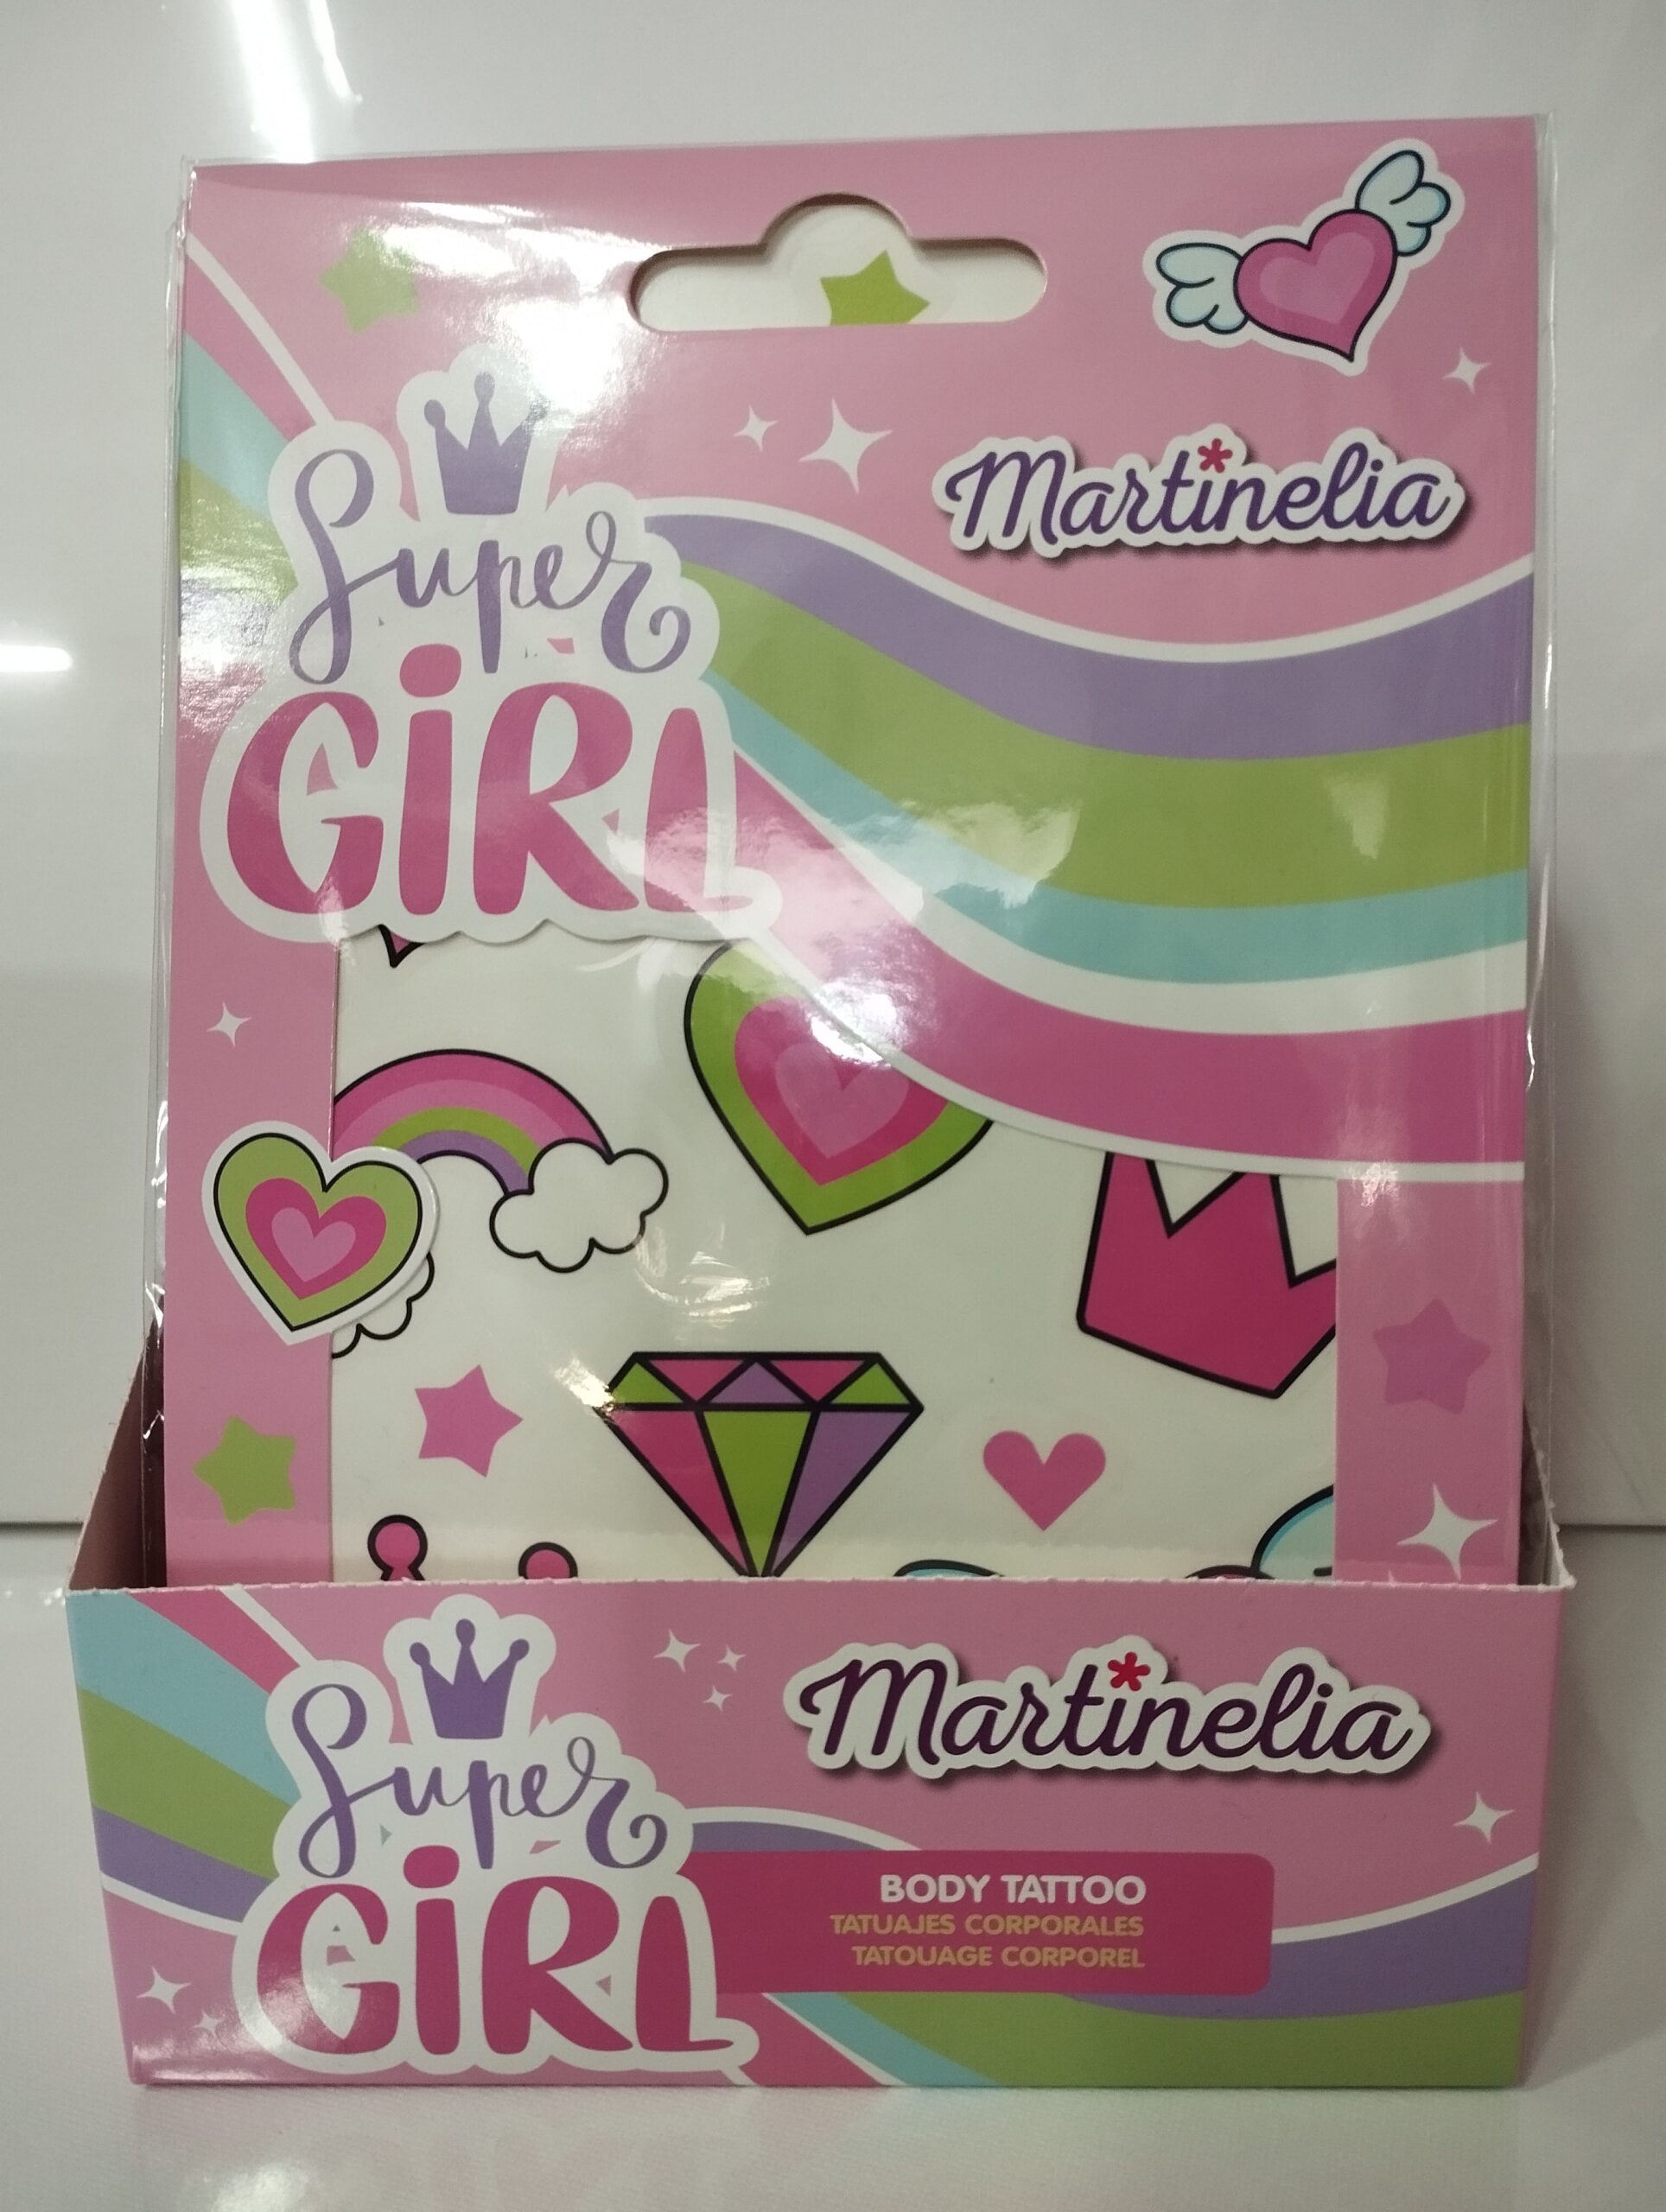 Super
GiRL
Martinelia
Super
GiRL
Martinelia
BODY TATTOO
TATUAJES CORPORALES
TATOUAGE CORPOREL